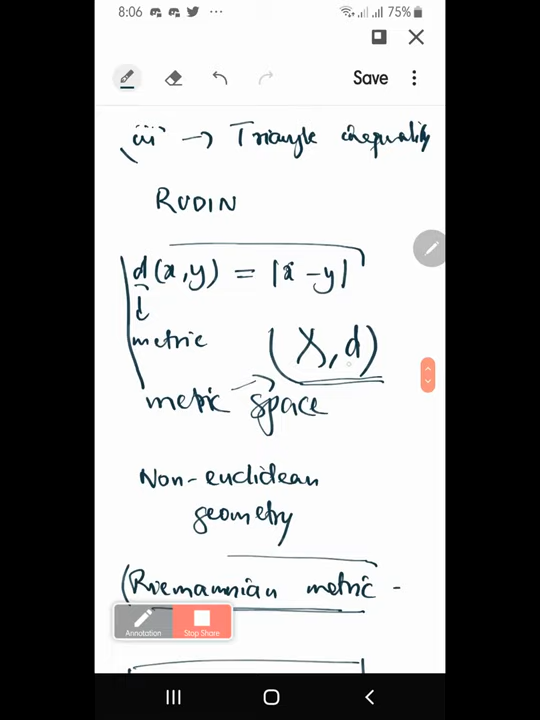 8:06 75%
Save
(iii → Triangle inequality
RUDIN
d(x,y) = |x-y|
metric (X,d)
metric space
Non-euclidean
geometry
(Riemannian metric -
Annotation Stop Share